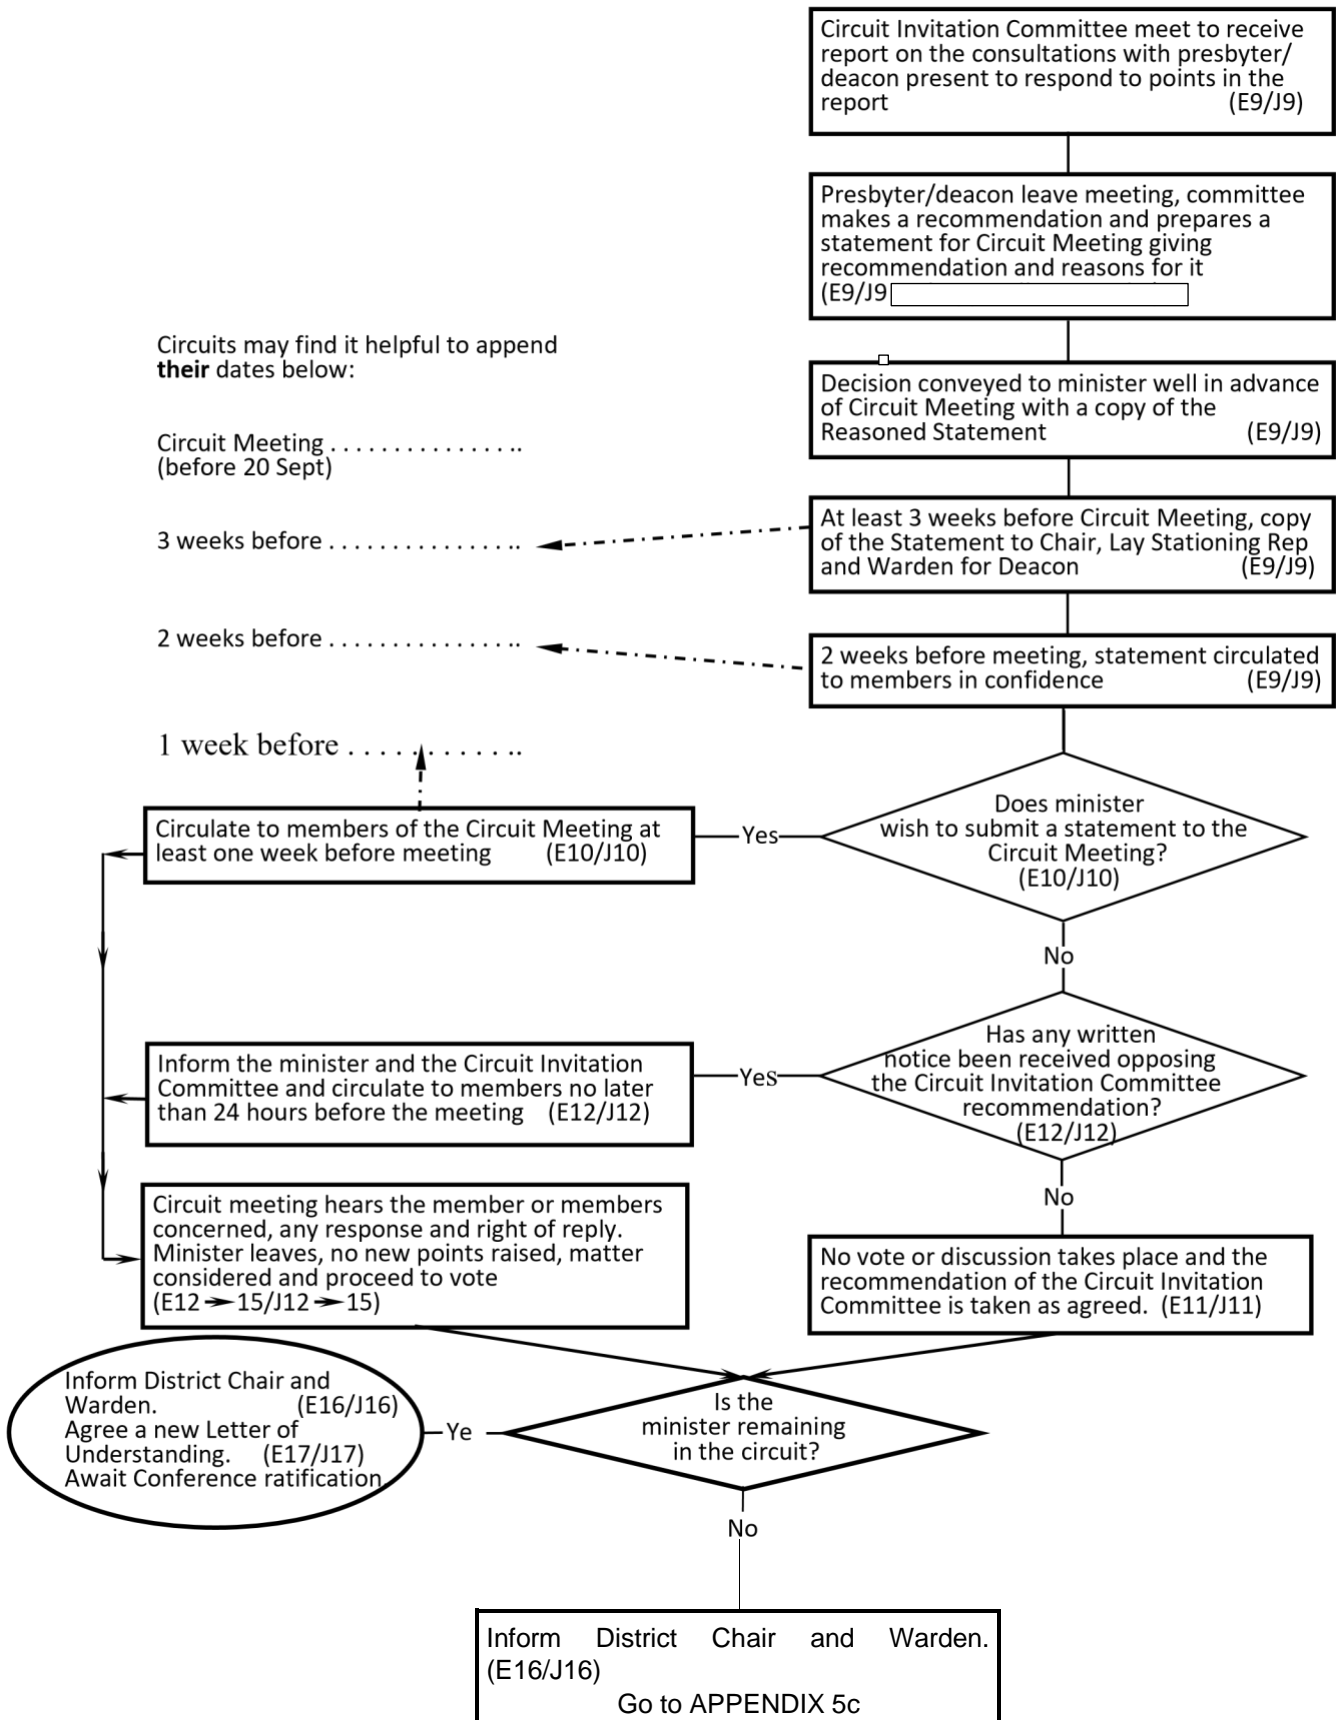 Circuit Invitation Committee meet to receive
report on the consultations with presbyter/
deacon present to respond to points in the
report (E9/J9)
Presbyter/deacon leave meeting, committee
makes a recommendation and prepares a
statement for Circuit Meeting giving
recommendation and reasons for it
(E9/J9
Circuits may find it helpful to append
their dates below:
Decision conveyed to minister well in advance
of Circuit Meeting with a copy of the
Reasoned Statement (E9/J9)
Circuit Meeting . . . . . . . . . . . . . . ..
(before 20 Sept)
At least 3 weeks before Circuit Meeting, copy
of the Statement to Chair, Lay Stationing Rep
and Warden for Deacon (E9/J9)
3 weeks before . . . . . . . . . . . . . . ..
2 weeks before . . . . . . . . . . . . . . ..
2 weeks before meeting, statement circulated
to members in confidence (E9/J9)
1 week before . . . . . . . . . . ..
Does minister
wish to submit a statement to the
Circuit Meeting?
(E10/J10)
Yes
Circulate to members of the Circuit Meeting at
least one week before meeting (E10/J10)
No
Has any written
notice been received opposing
the Circuit Invitation Committee
recommendation?
(E12/J12)
Yes
Inform the minister and the Circuit Invitation
Committee and circulate to members no later
than 24 hours before the meeting (E12/J12)
No
Circuit meeting hears the member or members
concerned, any response and right of reply.
Minister leaves, no new points raised, matter
considered and proceed to vote
(E12 → 15/J12 → 15)
No vote or discussion takes place and the
recommendation of the Circuit Invitation
Committee is taken as agreed. (E11/J11)
Is the
minister remaining
in the circuit?
Ye
Inform District Chair and
Warden. (E16/J16)
Agree a new Letter of
Understanding. (E17/J17)
Await Conference ratification
No
Inform District Chair and Warden.
(E16/J16)
Go to APPENDIX 5c